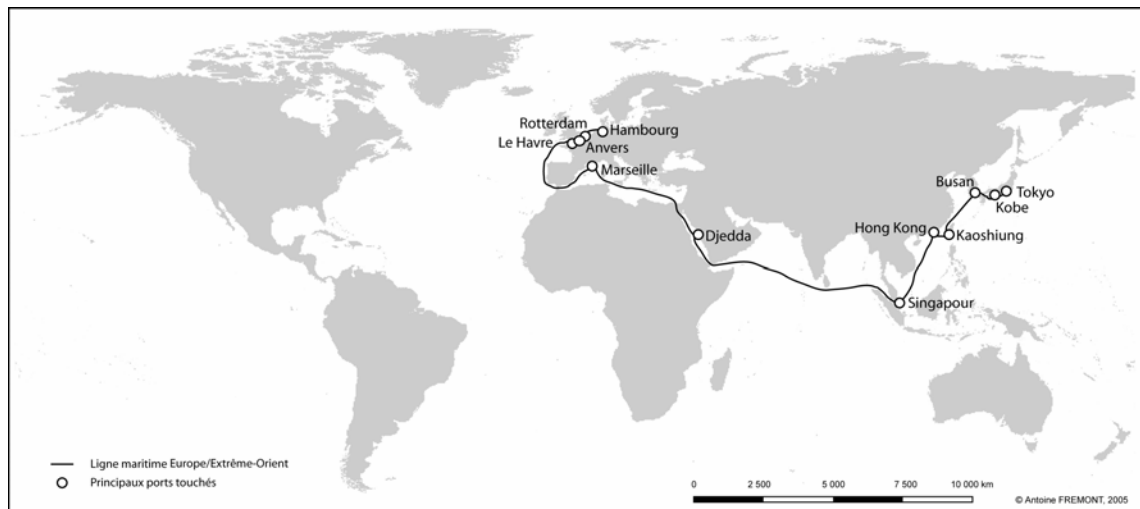 Rotterdam
Hambourg
Le Havre
Anvers
Marseille
Busan
Tokyo
Kobe
Djedda
Hong Kong
Kaoshiung
Singapour
Ligne maritime Europe/Extrême-Orient
Principaux ports touchés
0 2 500 5 000 7 500 10 000 km
© Antoine FREMONT, 2005